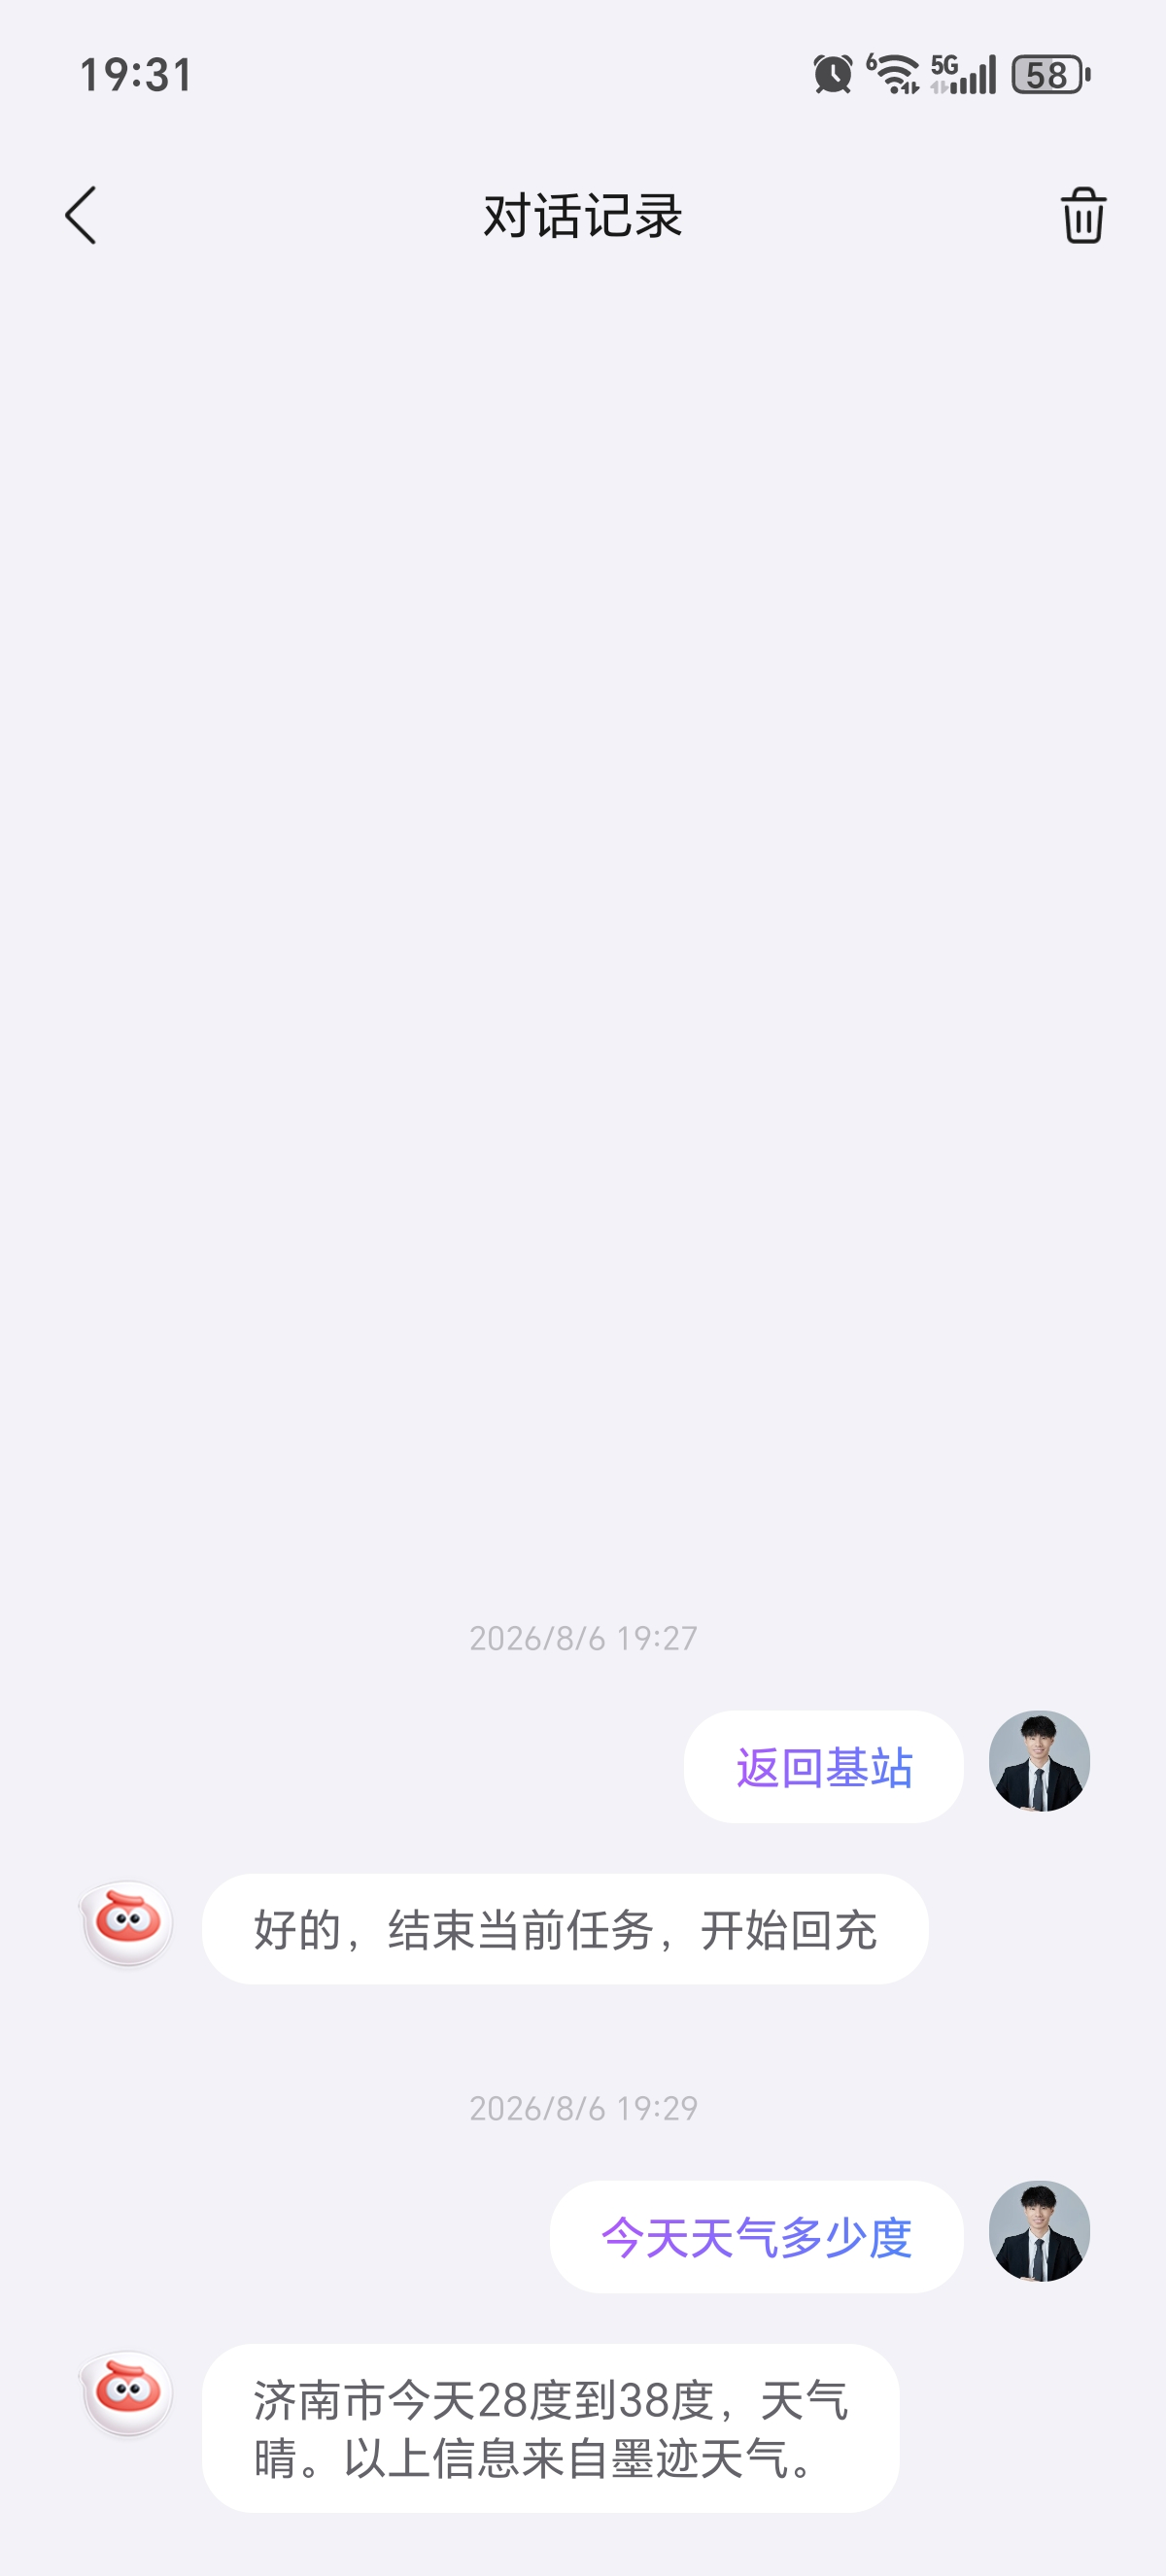 19:31
6
5G
58
对话记录
2026/8/6 19:27
返回基站
好的，结束当前任务，开始回充
2026/8/6 19:29
今天天气多少度
济南市今天28度到38度，天气
晴。以上信息来自墨迹天气。